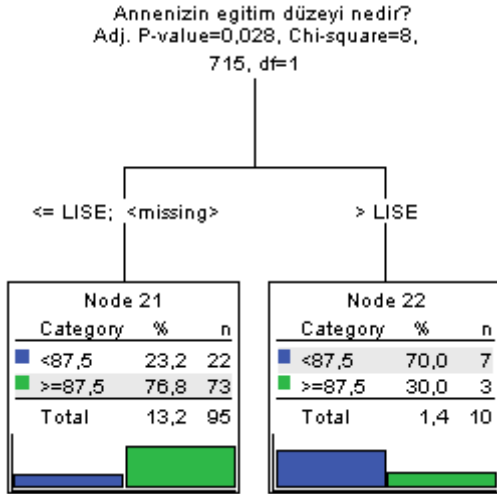 Annenizin egitim düzeyi nedir?
Adj. P-value=0,028, Chi-square=8,
715, df=1
<= LISE; <missing>
> LISE
Node 21
Category % n
<87,5 23,2 22
>=87,5 76,8 73
Total 13,2 95
Node 22
Category % n
<87,5 70,0 7
>=87,5 30,0 3
Total 1,4 10